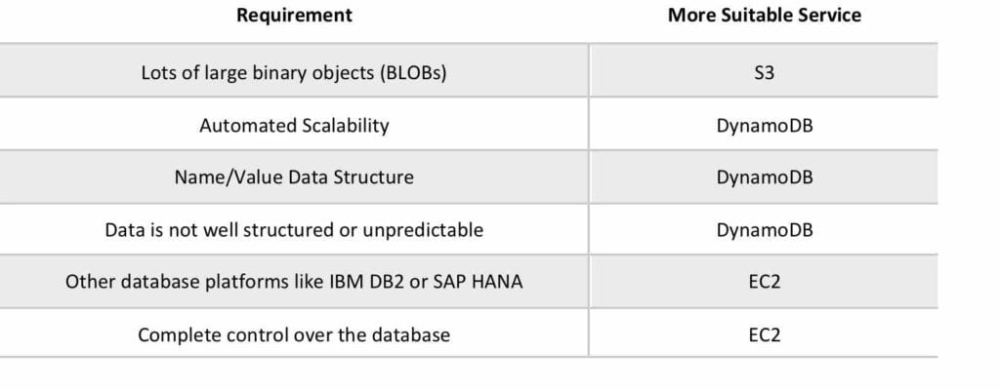 Requirement More Suitable Service
Lots of large binary objects (BLOBs) S3
Automated Scalability DynamoDB
Name/Value Data Structure DynamoDB
Data is not well structured or unpredictable DynamoDB
Other database platforms like IBM DB2 or SAP HANA EC2
Complete control over the database EC2